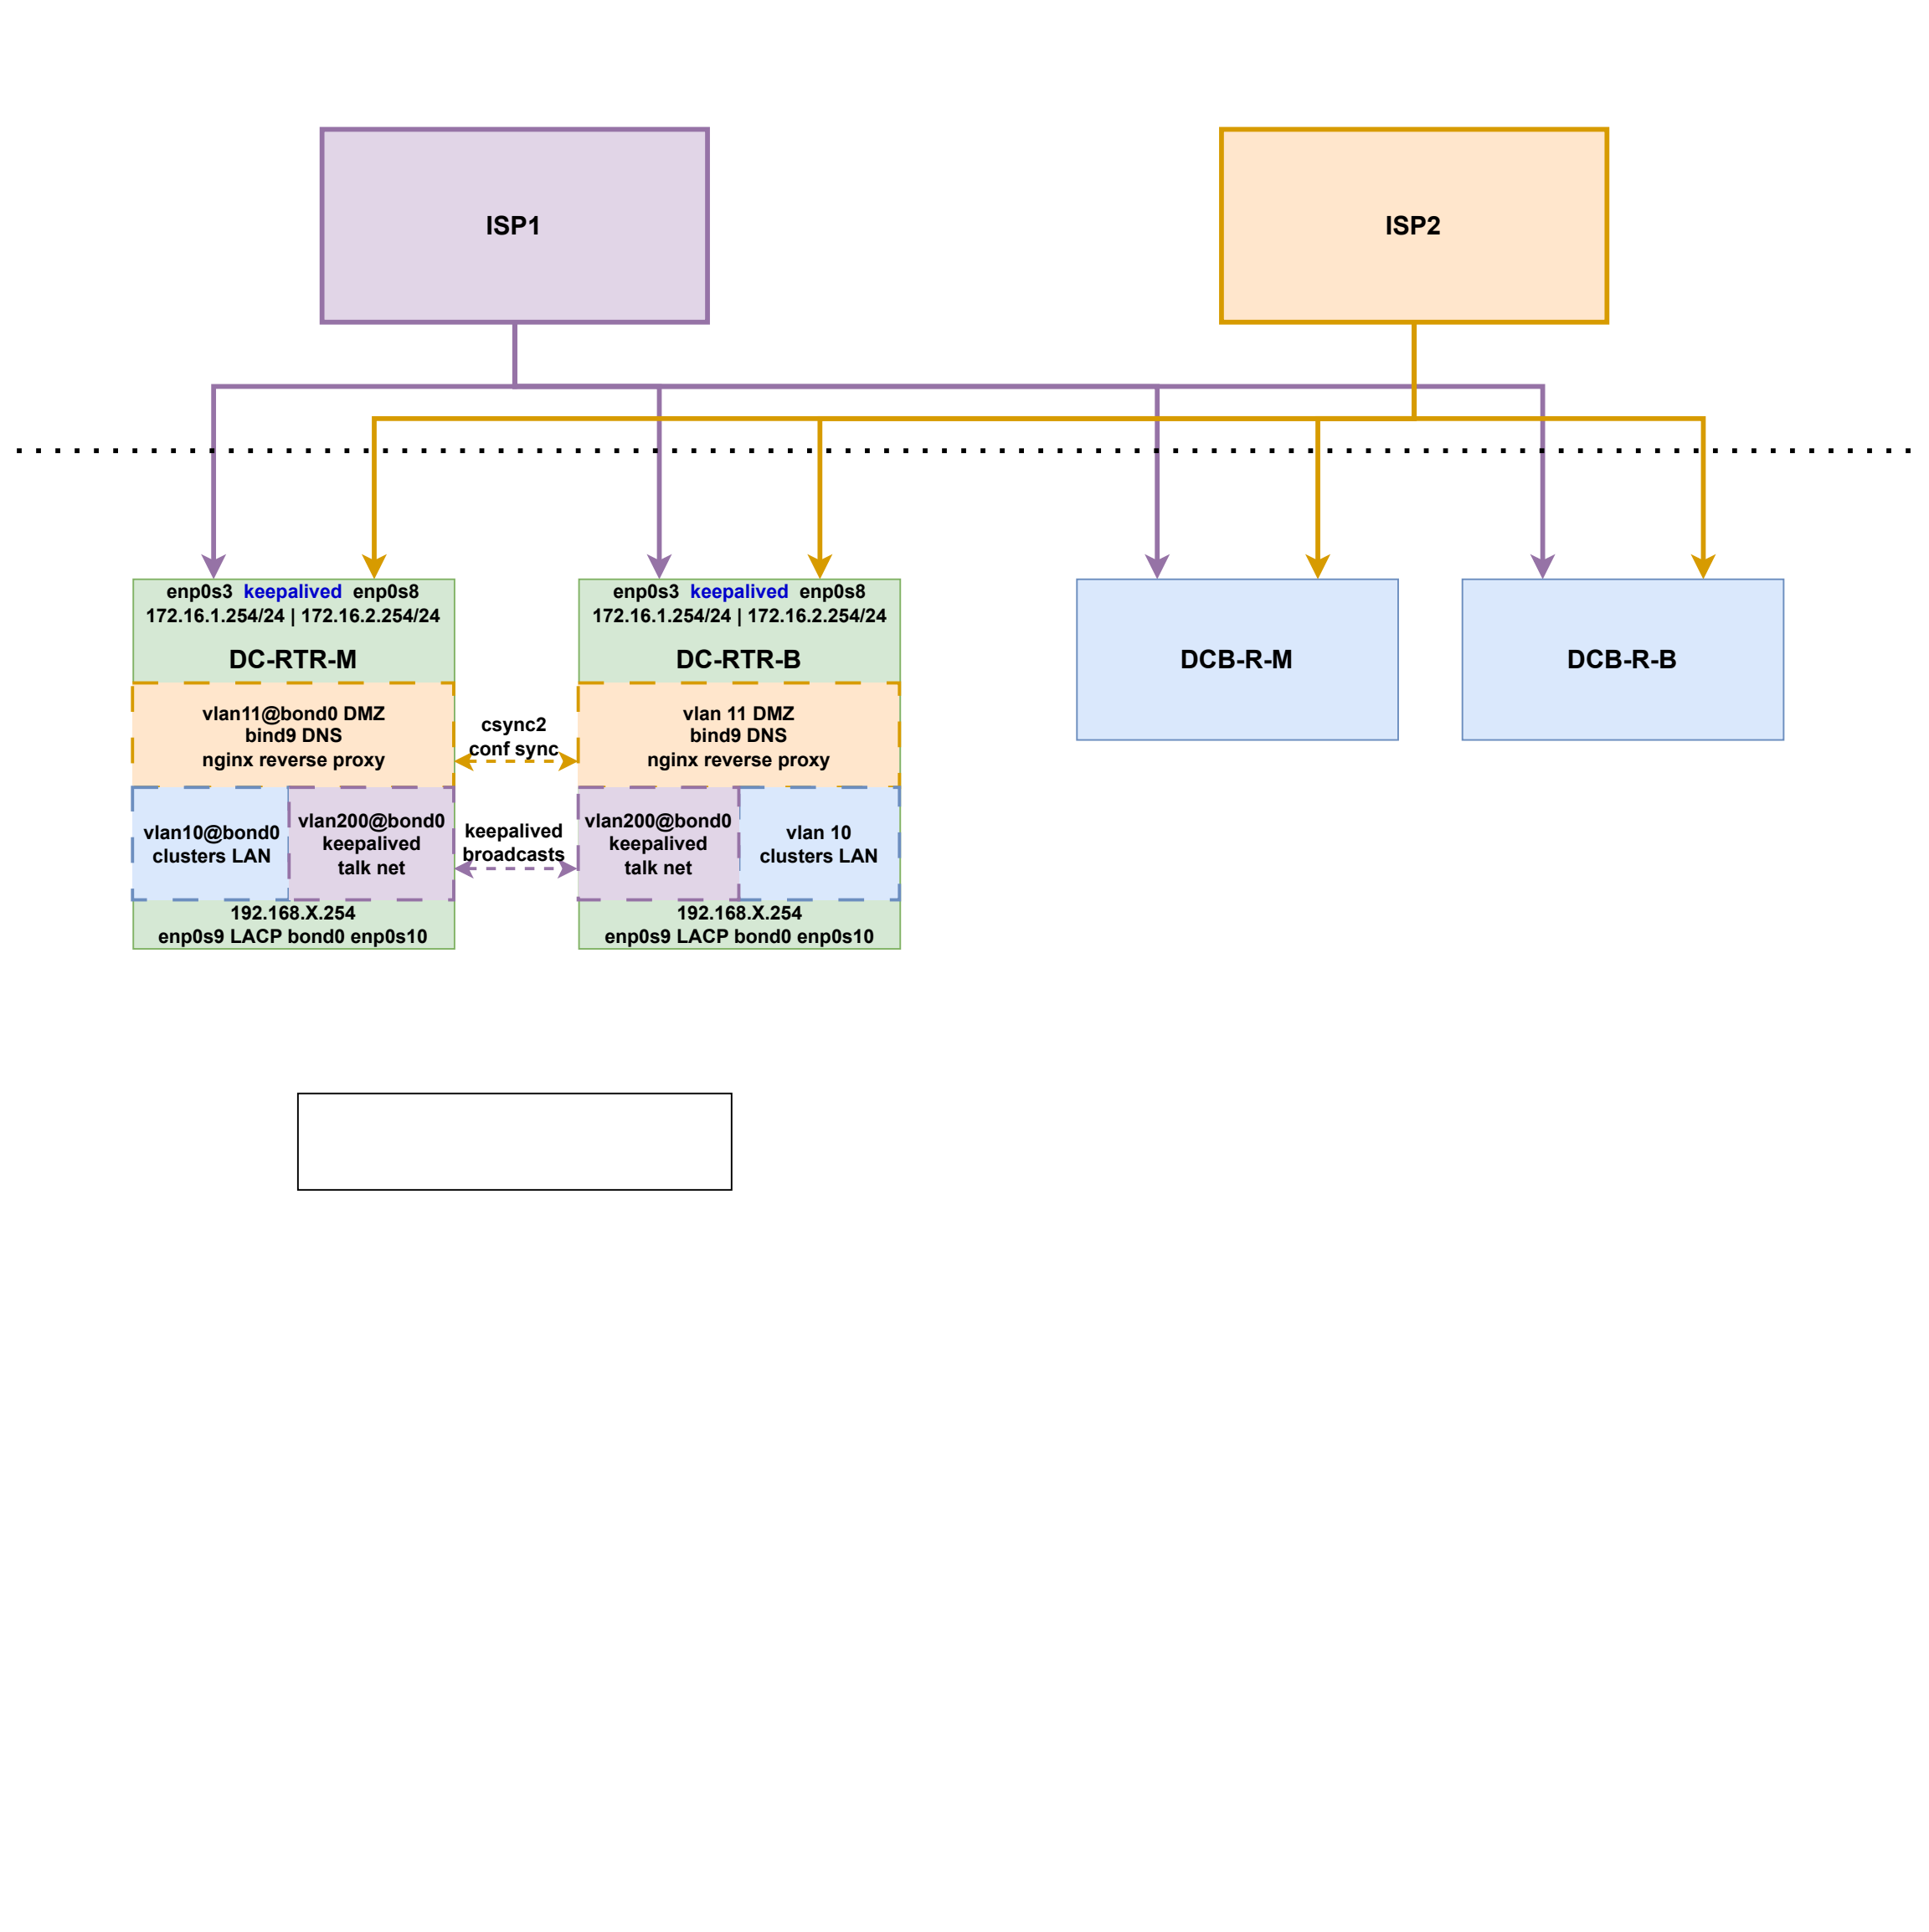 ISP1
ISP2
enp0s3 keepalived enp0s8
172.16.1.254/24 | 172.16.2.254/24
DC-RTR-M
vlan11@bond0 DMZ
bind9 DNS
nginx reverse proxy
vlan10@bond0
clusters LAN
vlan200@bond0
keepalived
talk net
192.168.X.254
enp0s9 LACP bond0 enp0s10
csync2
conf sync
keepalived
broadcasts
enp0s3 keepalived enp0s8
172.16.1.254/24 | 172.16.2.254/24
DC-RTR-B
vlan 11 DMZ
bind9 DNS
nginx reverse proxy
vlan200@bond0
keepalived
talk net
vlan 10
clusters LAN
192.168.X.254
enp0s9 LACP bond0 enp0s10
DCB-R-M
DCB-R-B